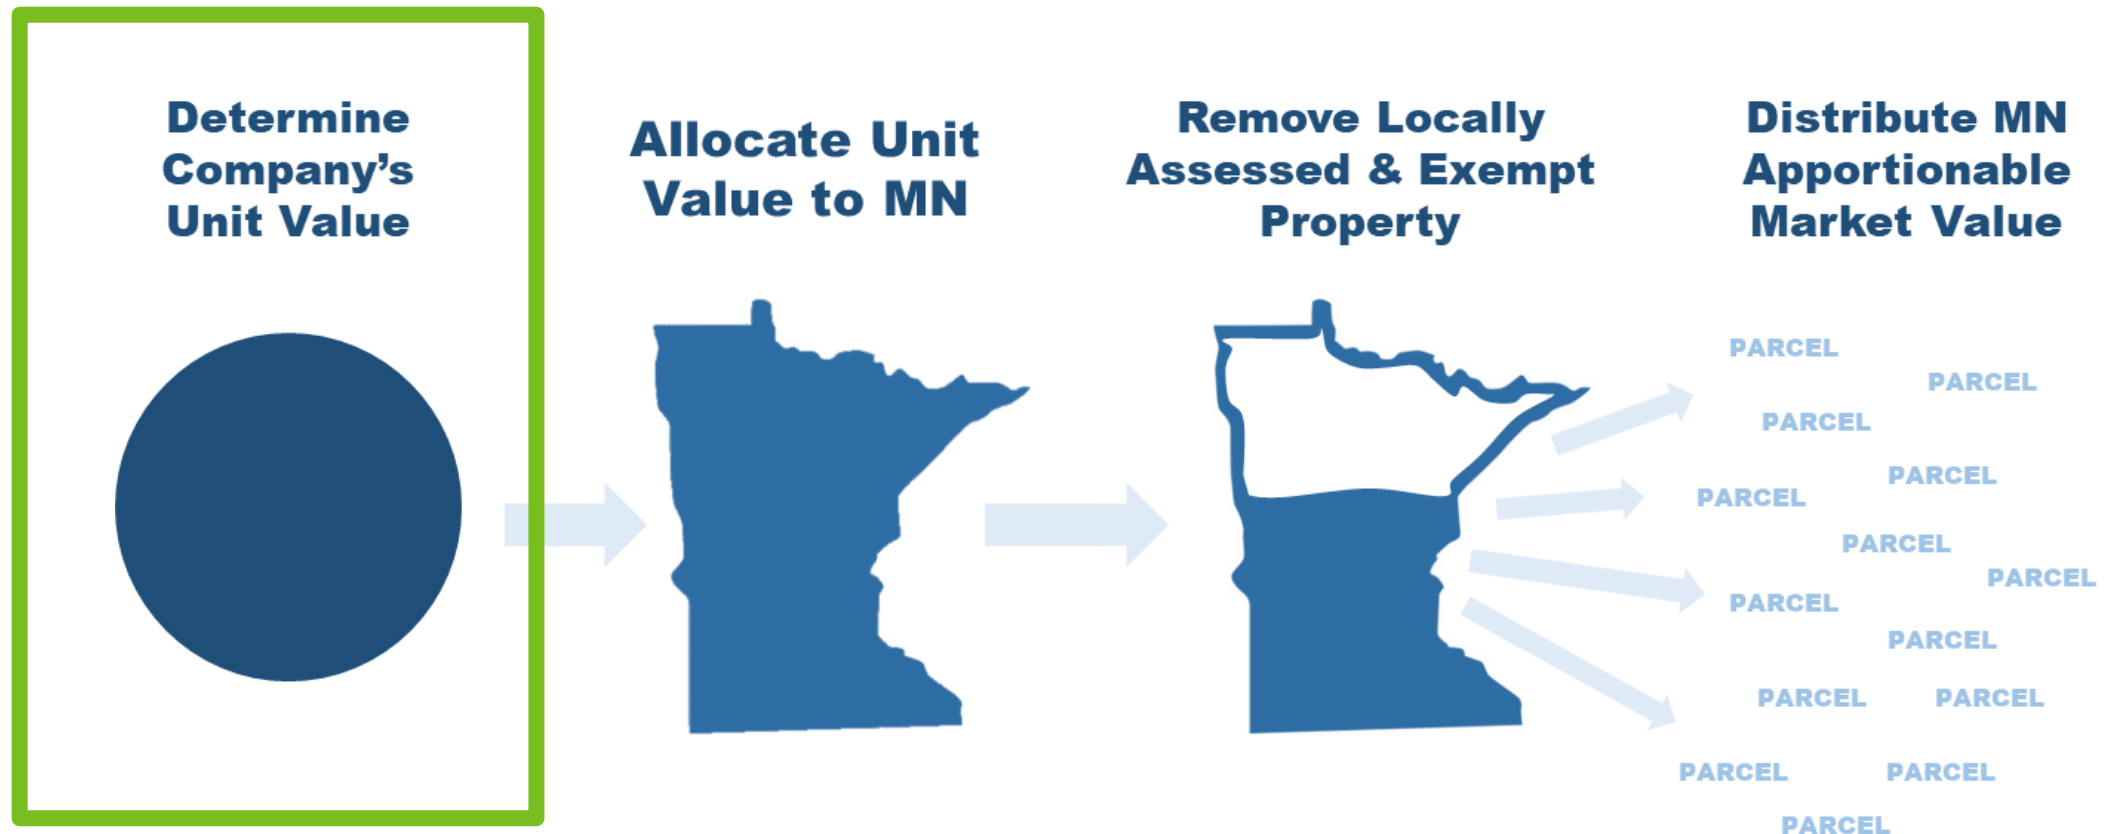 Determine
Company's
Unit Value
Allocate Unit
Value to MN
Remove Locally
Assessed & Exempt
Property
Distribute MN
Apportionable
Market Value
PARCEL
PARCEL
PARCEL
PARCEL
PARCEL
PARCEL
PARCEL
PARCEL
PARCEL
PARCEL
PARCEL
PARCEL
PARCEL
PARCEL